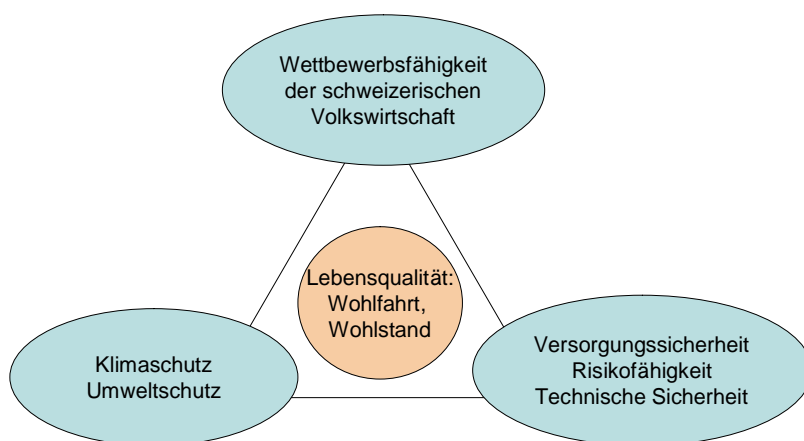 Wettbewerbsfähigkeit
der schweizerischen
Volkswirtschaft
Lebensqualität:
Wohlfahrt,
Wohlstand
Klimaschutz
Umweltschutz
Versorgungssicherheit
Risikofähigkeit
Technische Sicherheit